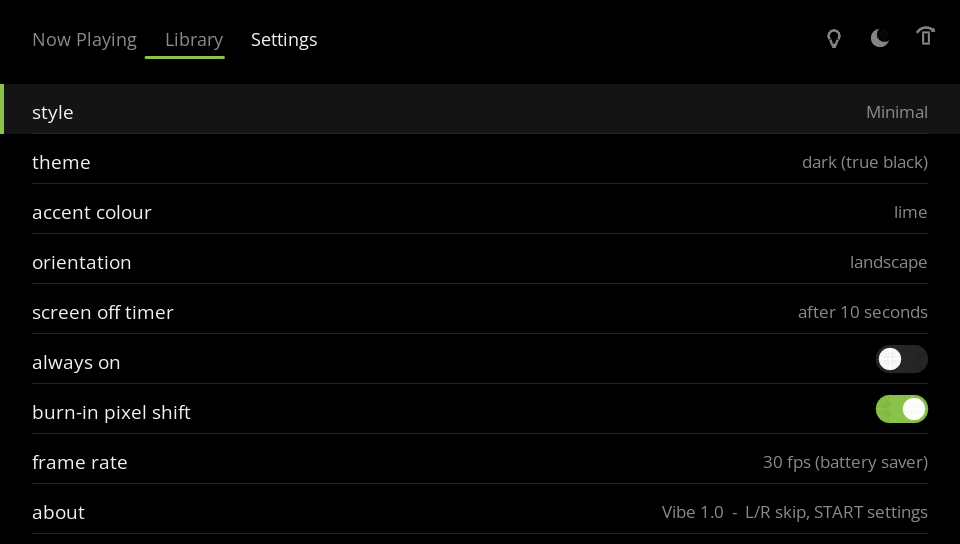 Now Playing Library Settings
style Minimal
theme dark (true black)
accent colour lime
orientation landscape
screen off timer after 10 seconds
always on
burn-in pixel shift
frame rate 30 fps (battery saver)
about Vibe 1.0 - L/R skip, START settings